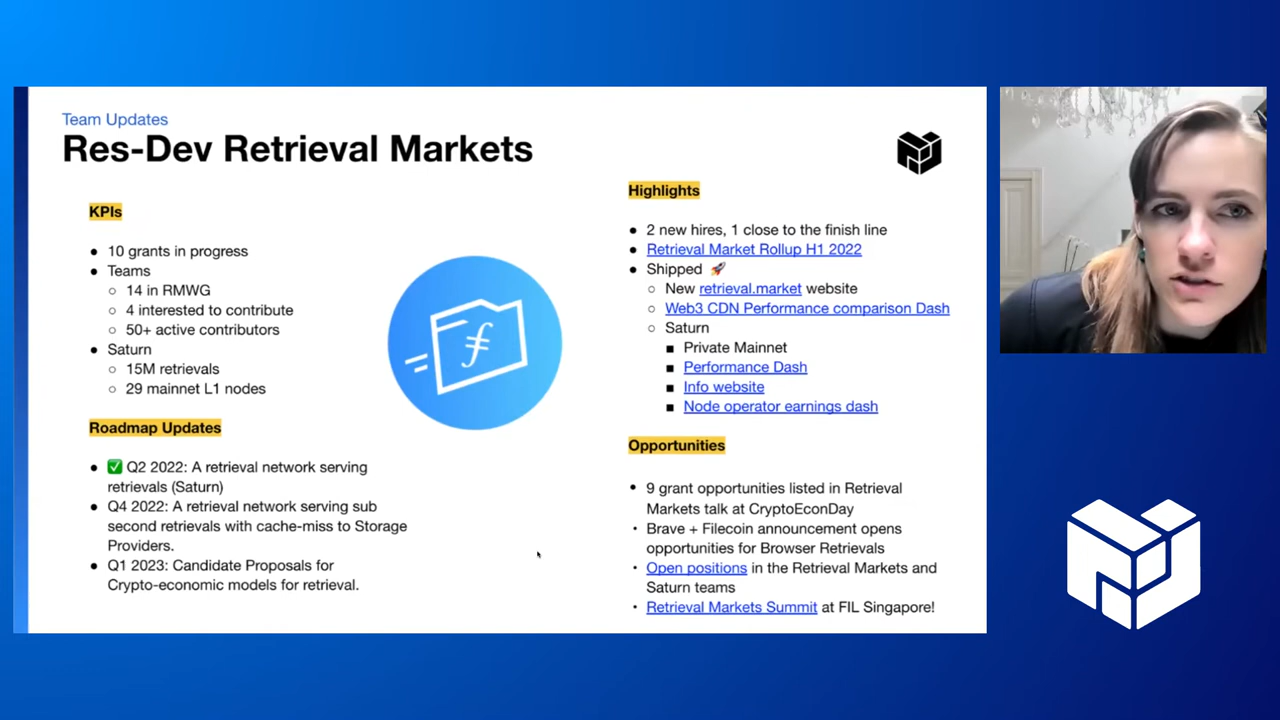 Team Updates
Res-Dev Retrieval Markets
KPIs
● 10 grants in progress
● Teams
○ 14 in RMWG
○ 4 interested to contribute
○ 50+ active contributors
● Saturn
○ 15M retrievals
○ 29 mainnet L1 nodes
Roadmap Updates
● ✅ Q2 2022: A retrieval network serving
retrievals (Saturn)
● Q4 2022: A retrieval network serving sub
second retrievals with cache-miss to Storage
Providers.
● Q1 2023: Candidate Proposals for
Crypto-economic models for retrieval.
Highlights
● 2 new hires, 1 close to the finish line
● Retrieval Market Rollup H1 2022
● Shipped 🚀
○ New retrieval.market website
○ Web3 CDN Performance comparison Dash
○ Saturn
■ Private Mainnet
■ Performance Dash
■ Info website
■ Node operator earnings dash
Opportunities
• 9 grant opportunities listed in Retrieval
Markets talk at CryptoEconDay
• Brave + Filecoin announcement opens
opportunities for Browser Retrievals
• Open positions in the Retrieval Markets and
Saturn teams
• Retrieval Markets Summit at FIL Singapore!